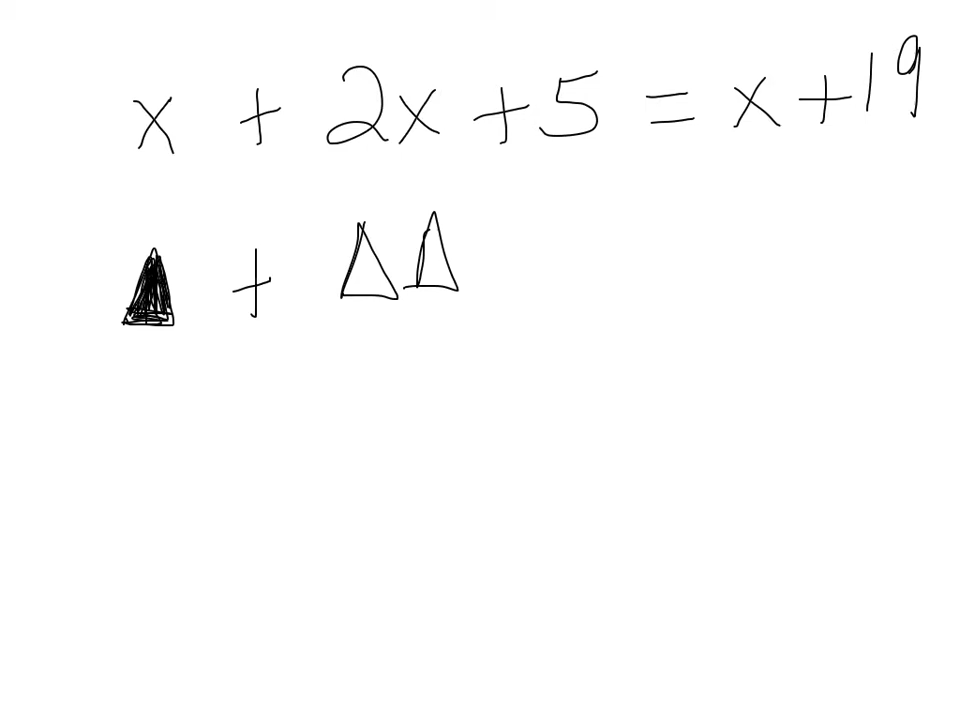 x + 2x + 5 = x + 19
Δ + Δ Δ